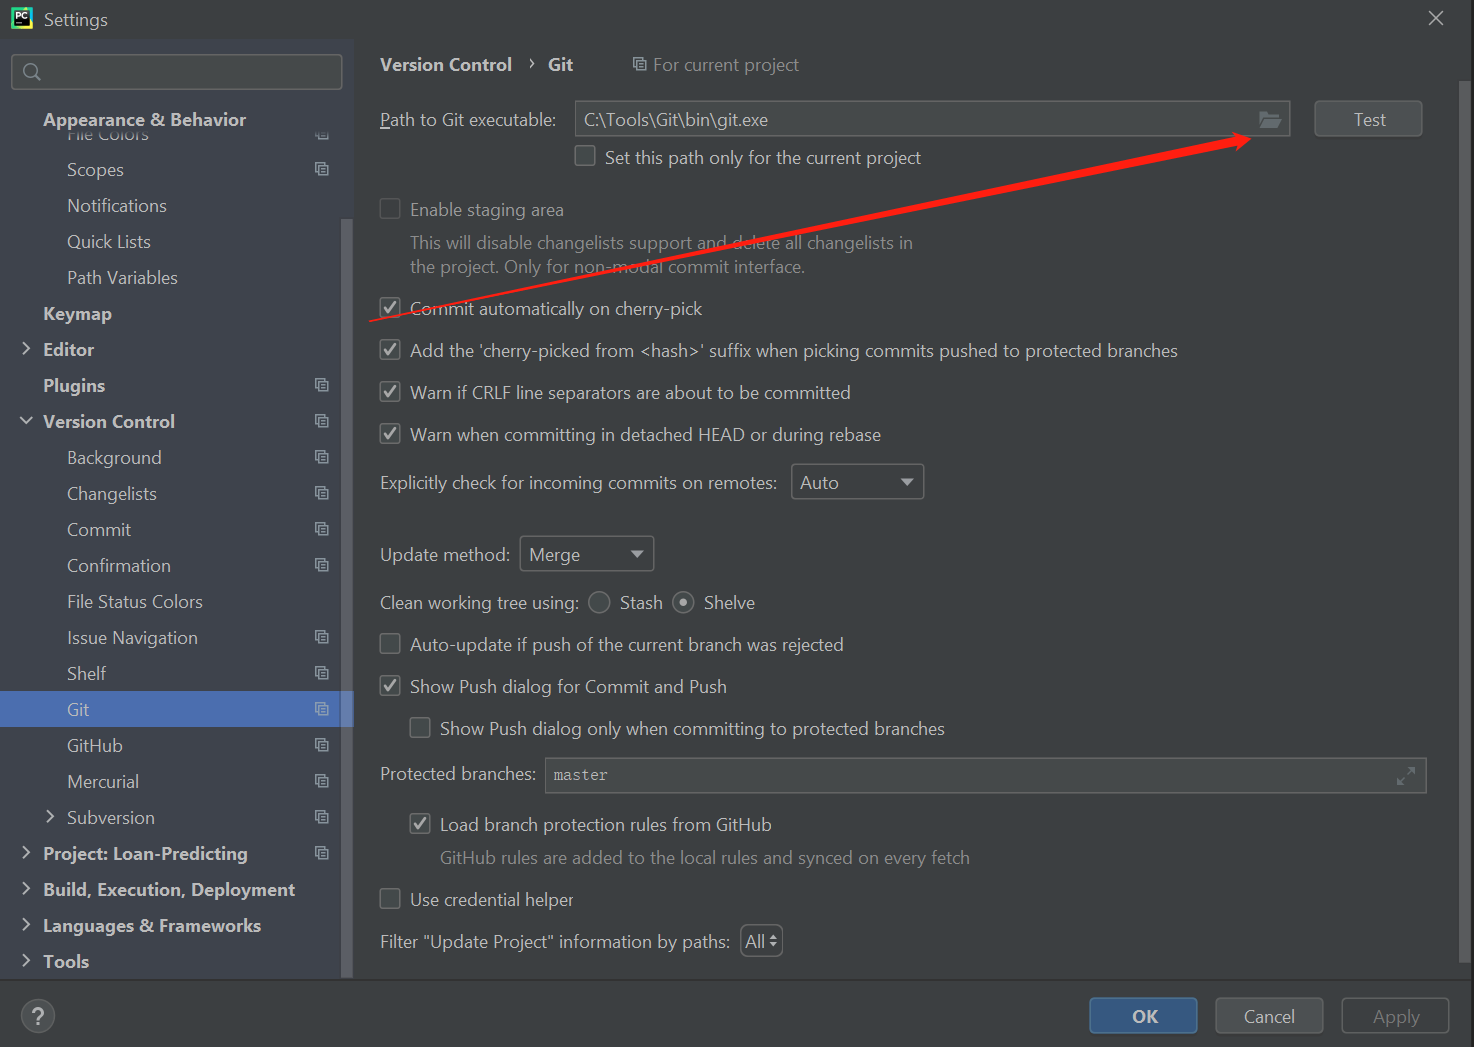 PC
Settings
Appearance & Behavior
File Colors
Scopes
Notifications
Quick Lists
Path Variables
Keymap
Editor
Plugins
Version Control
Background
Changelists
Commit
Confirmation
File Status Colors
Issue Navigation
Shelf
Git
GitHub
Mercurial
Subversion
Project: Loan-Predicting
Build, Execution, Deployment
Languages & Frameworks
Tools
Version Control › Git For current project
Path to Git executable: C:\Tools\Git\bin\git.exe Test
Set this path only for the current project
Enable staging area
This will disable changelists support and delete all changelists in
the project. Only for non-modal commit interface.
Commit automatically on cherry-pick
Add the 'cherry-picked from <hash>' suffix when picking commits pushed to protected branches
Warn if CRLF line separators are about to be committed
Warn when committing in detached HEAD or during rebase
Explicitly check for incoming commits on remotes: Auto
Update method: Merge
Clean working tree using: Stash Shelve
Auto-update if push of the current branch was rejected
Show Push dialog for Commit and Push
Show Push dialog only when committing to protected branches
Protected branches: master
Load branch protection rules from GitHub
GitHub rules are added to the local rules and synced on every fetch
Use credential helper
Filter "Update Project" information by paths: All
? OK Cancel Apply